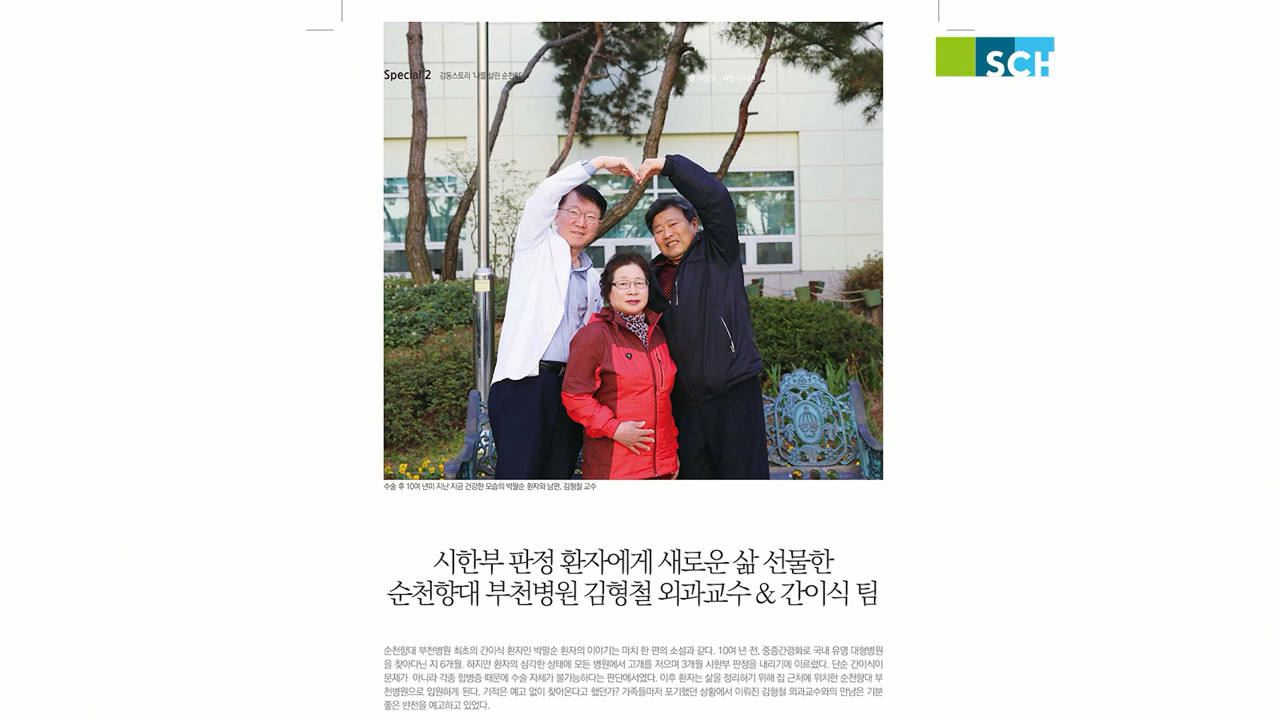 Special 2 감동스토리 '나를 살린 순천향'
SCH
수술 후 10여 년이 지난 지금 건강한 모습의 박팔순 환자와 남편, 김형철 교수
시한부 판정 환자에게 새로운 삶 선물한
순천향대 부천병원 김형철 외과교수 & 간이식 팀
순천향대 부천병원 최초의 간이식 환자인 박팔순 환자의 이야기는 마치 한 편의 소설과 같다. 10여 년 전, 중증간경화로 국내 유명 대형병원
을 찾아다닌 지 6개월. 하지만 환자의 심각한 상태에 모든 병원에서 고개를 저으며 3개월 시한부 판정을 내리기에 이르렀다. 단순 간이식이
문제가 아니라 각종 합병증 때문에 수술 자체가 불가능하다는 판단에서였다. 이후 환자는 삶을 정리하기 위해 집 근처에 위치한 순천향대 부
천병원으로 입원하게 된다. 기적은 예고 없이 찾아온다고 했던가? 가족들마저 포기했던 상황에서 이뤄진 김형철 외과교수와의 만남은 기분
좋은 반전을 예고하고 있었다.